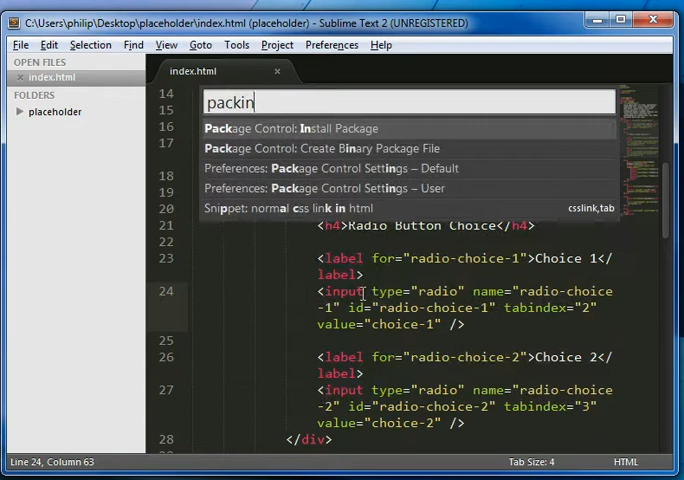 C:\Users\philip\Desktop\placeholder\index.html (placeholder) - Sublime Text 2 (UNREGISTERED)
File Edit Selection Find View Goto Tools Project Preferences Help
OPEN FILES
index.html
FOLDERS
placeholder
index.html
packin
Package Control: Install Package
Package Control: Create Binary Package File
Preferences: Package Control Settings – Default
Preferences: Package Control Settings – User
Snippet: normal css link in html csslink,tab
14
15
16
17
18
19
20
21 <h4>Radio Button Choice</h4>
22
23 <label for="radio-choice-1">Choice 1</
label>
24 <input type="radio" name="radio-choice
-1" id="radio-choice-1" tabindex="2"
value="choice-1" />
25
26 <label for="radio-choice-2">Choice 2</
label>
27 <input type="radio" name="radio-choice
-2" id="radio-choice-2" tabindex="3"
value="choice-2" />
28 </div>
Line 24, Column 63 Tab Size: 4 HTML